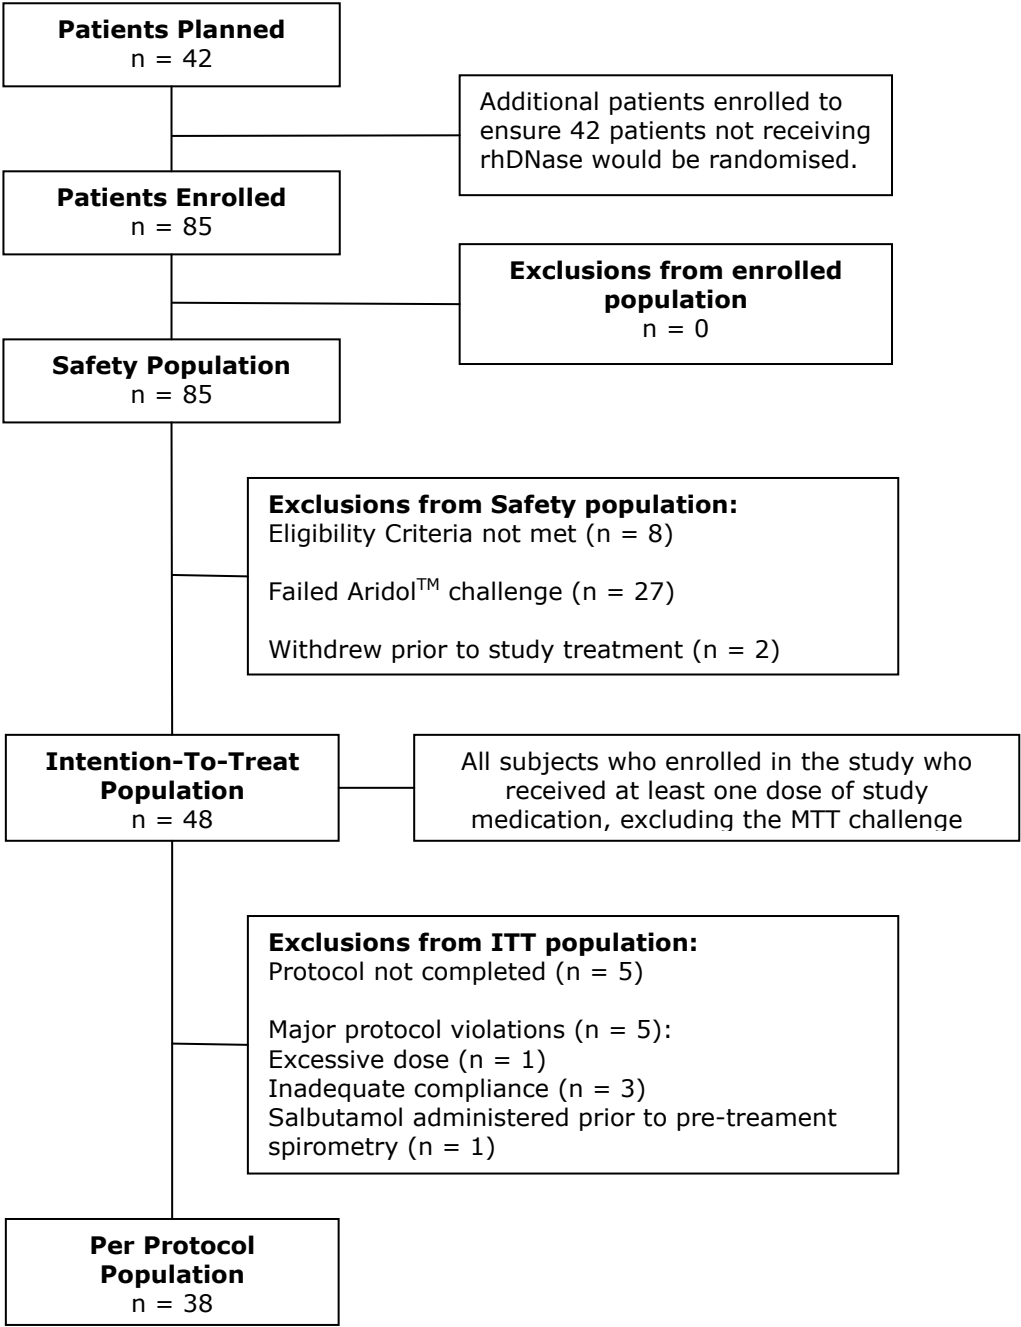 Patients Planned
n = 42
Additional patients enrolled to
ensure 42 patients not receiving
rhDNase would be randomised.
Patients Enrolled
n = 85
Exclusions from enrolled
population
n = 0
Safety Population
n = 85
Exclusions from Safety population:
Eligibility Criteria not met (n = 8)
Failed Aridol™ challenge (n = 27)
Withdrew prior to study treatment (n = 2)
Intention-To-Treat
Population
n = 48
All subjects who enrolled in the study who
received at least one dose of study
medication, excluding the MTT challenge
Exclusions from ITT population:
Protocol not completed (n = 5)
Major protocol violations (n = 5):
Excessive dose (n = 1)
Inadequate compliance (n = 3)
Salbutamol administered prior to pre-treament
spirometry (n = 1)
Per Protocol
Population
n = 38